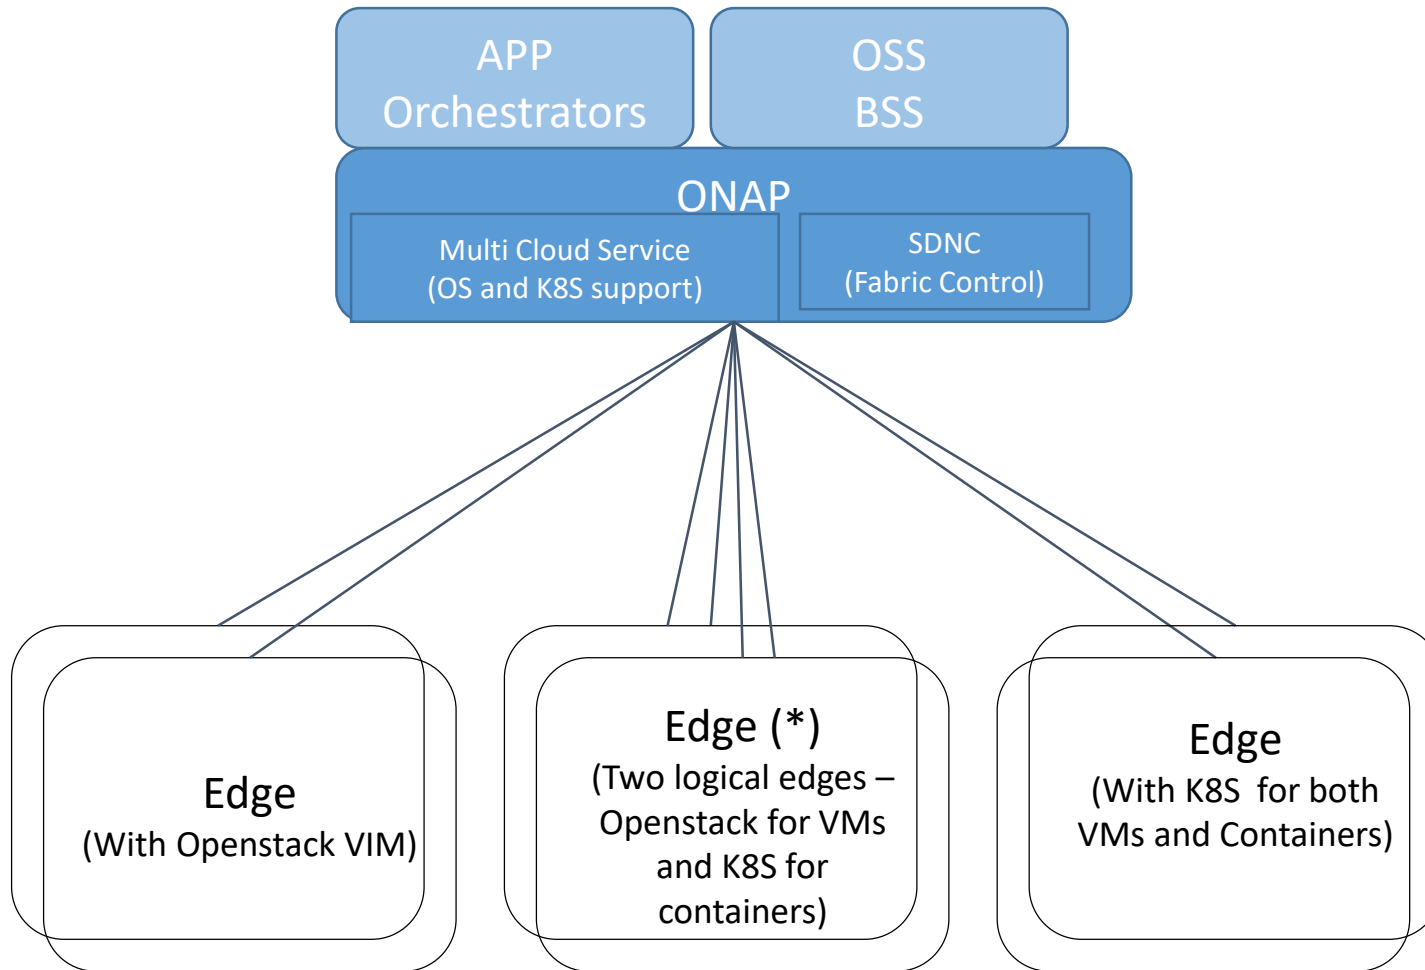 APP
Orchestrators
OSS
BSS
ONAP
Multi Cloud Service
(OS and K8S support)
SDNC
(Fabric Control)
Edge
(With Openstack VIM)
Edge (*)
(Two logical edges –
Openstack for VMs
and K8S for
containers)
Edge
(With K8S  for both
VMs and Containers)